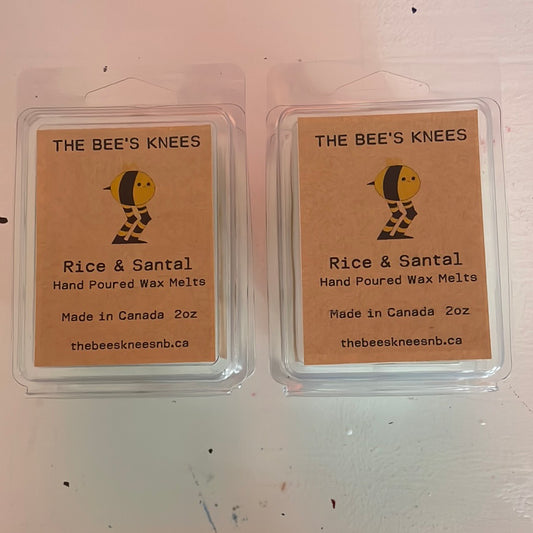 THE BEE'S KNEES
Rice & Santal
Hand Poured Wax Melts
Made in Canada 2oz
thebeeskneesnb.ca
THE BEE'S KNEES
Rice & Santal
Hand Poured Wax Melts
Made in Canada 2oz
thebeeskneesnb.ca